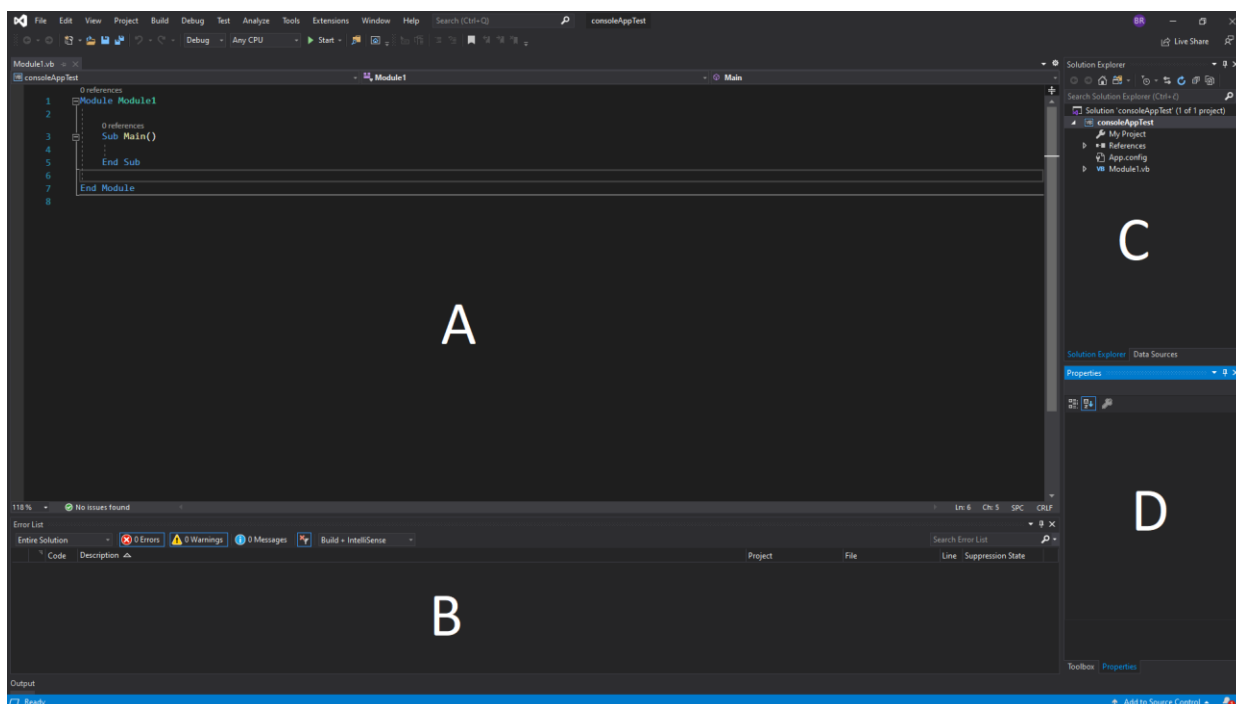 File Edit View Project Build Debug Test Analyze Tools Extensions Window Help Search (Ctrl+Q) consoleAppTest BR
Debug Any CPU Start Live Share
Module1.vb
consoleAppTest Module1 Main
0 references
1 Module Module1
2
0 references
3 Sub Main()
4
5 End Sub
6
7 End Module
8
A
118 % No issues found Ln: 6 Ch: 5 SPC CRLF
Error List
Entire Solution 0 Errors 0 Warnings 0 Messages Build + IntelliSense Search Error List
Code Description Project File Line Suppression State
B
Output
Ready Add to Source Control
Solution Explorer
Search Solution Explorer (Ctrl+č)
Solution 'consoleAppTest' (1 of 1 project)
consoleAppTest
My Project
References
App.config
VB Module1.vb
C
Solution Explorer Data Sources
Properties
D
Toolbox Properties